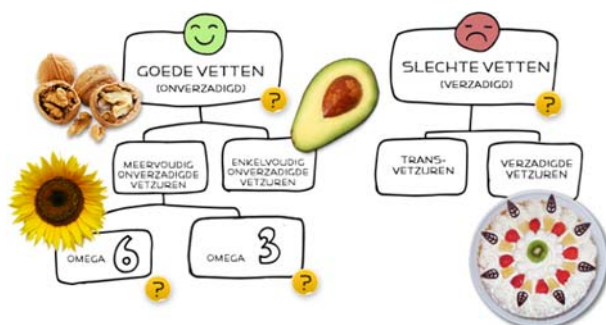 GOEDE VETTEN
(ONVERZADIGD)
?
MEERVOUDIG
ONVERZADIGDE
VETZUREN
ENKELVOUDIG
ONVERZADIGDE
VETZUREN
OMEGA 6
?
OMEGA 3
?
SLECHTE VETTEN
(VERZADIGD)
?
TRANS-
VETZUREN
VERZADIGDE
VETZUREN